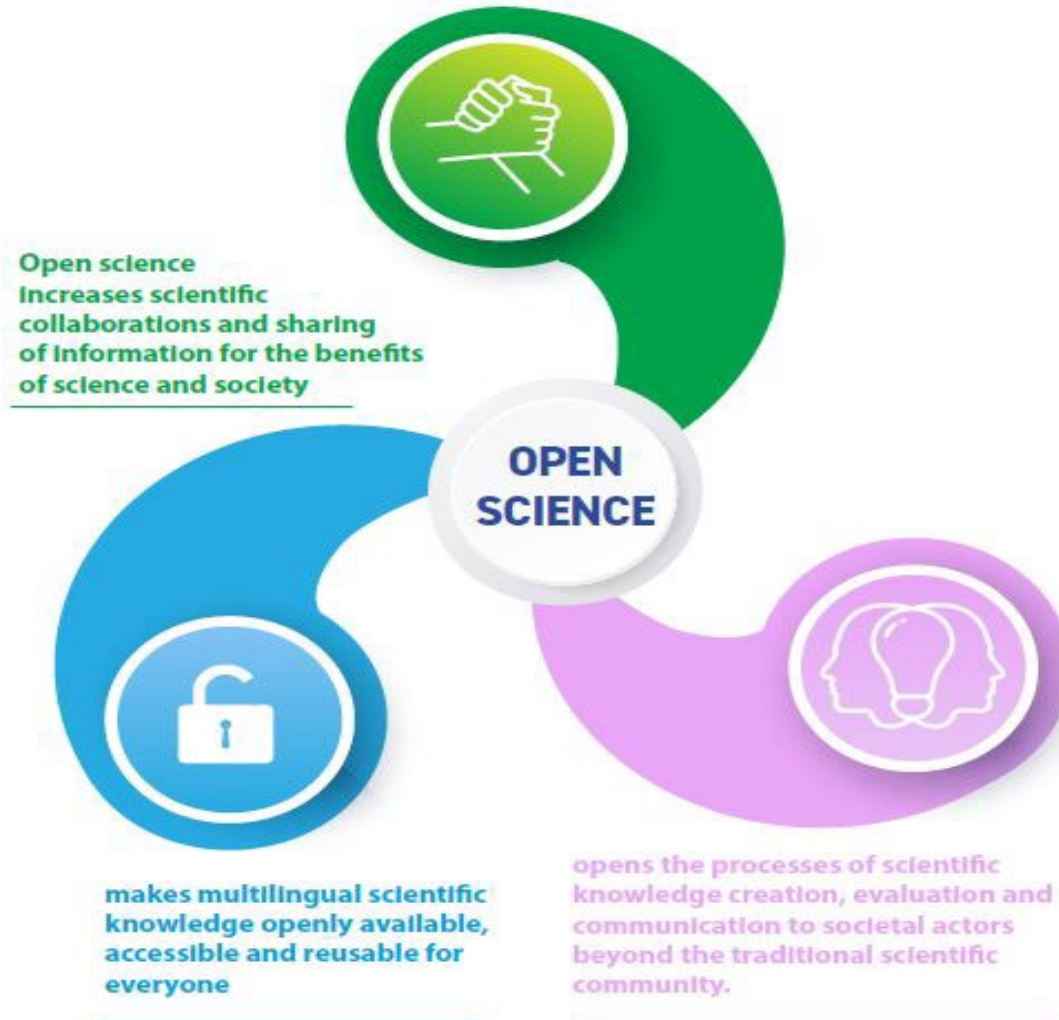 Open science
increases scientific
collaborations and sharing
of information for the benefits
of science and society
OPEN
SCIENCE
makes multilingual scientific
knowledge openly available,
accessible and reusable for
everyone
opens the processes of scientific
knowledge creation, evaluation and
communication to societal actors
beyond the traditional scientific
community.